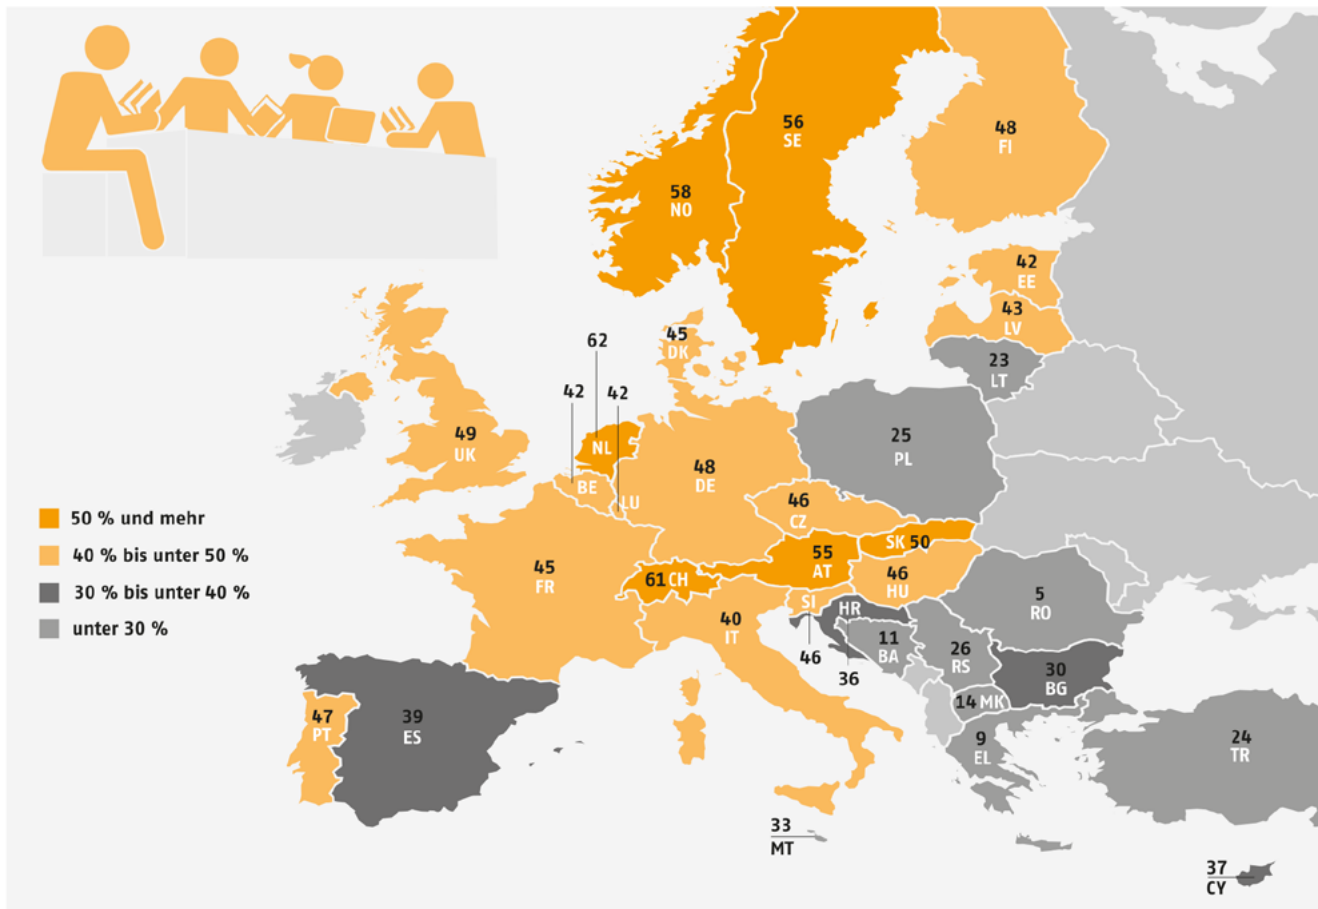 56
SE
48
FI
58
NO
42
EE
43
LV
45
DK
62
23
LT
42
42
49
UK
NL
25
PL
48
DE
BE
LU
46
CZ
50 % und mehr
40 % bis unter 50 %
30 % bis unter 40 %
unter 30 %
SK 50
55
AT
45
FR
61 CH
46
HU
5
RO
SI
HR
40
IT
11
BA
26
RS
46
36
30
BG
14 MK
47
PT
39
ES
9
EL
24
TR
33
MT
37
CY